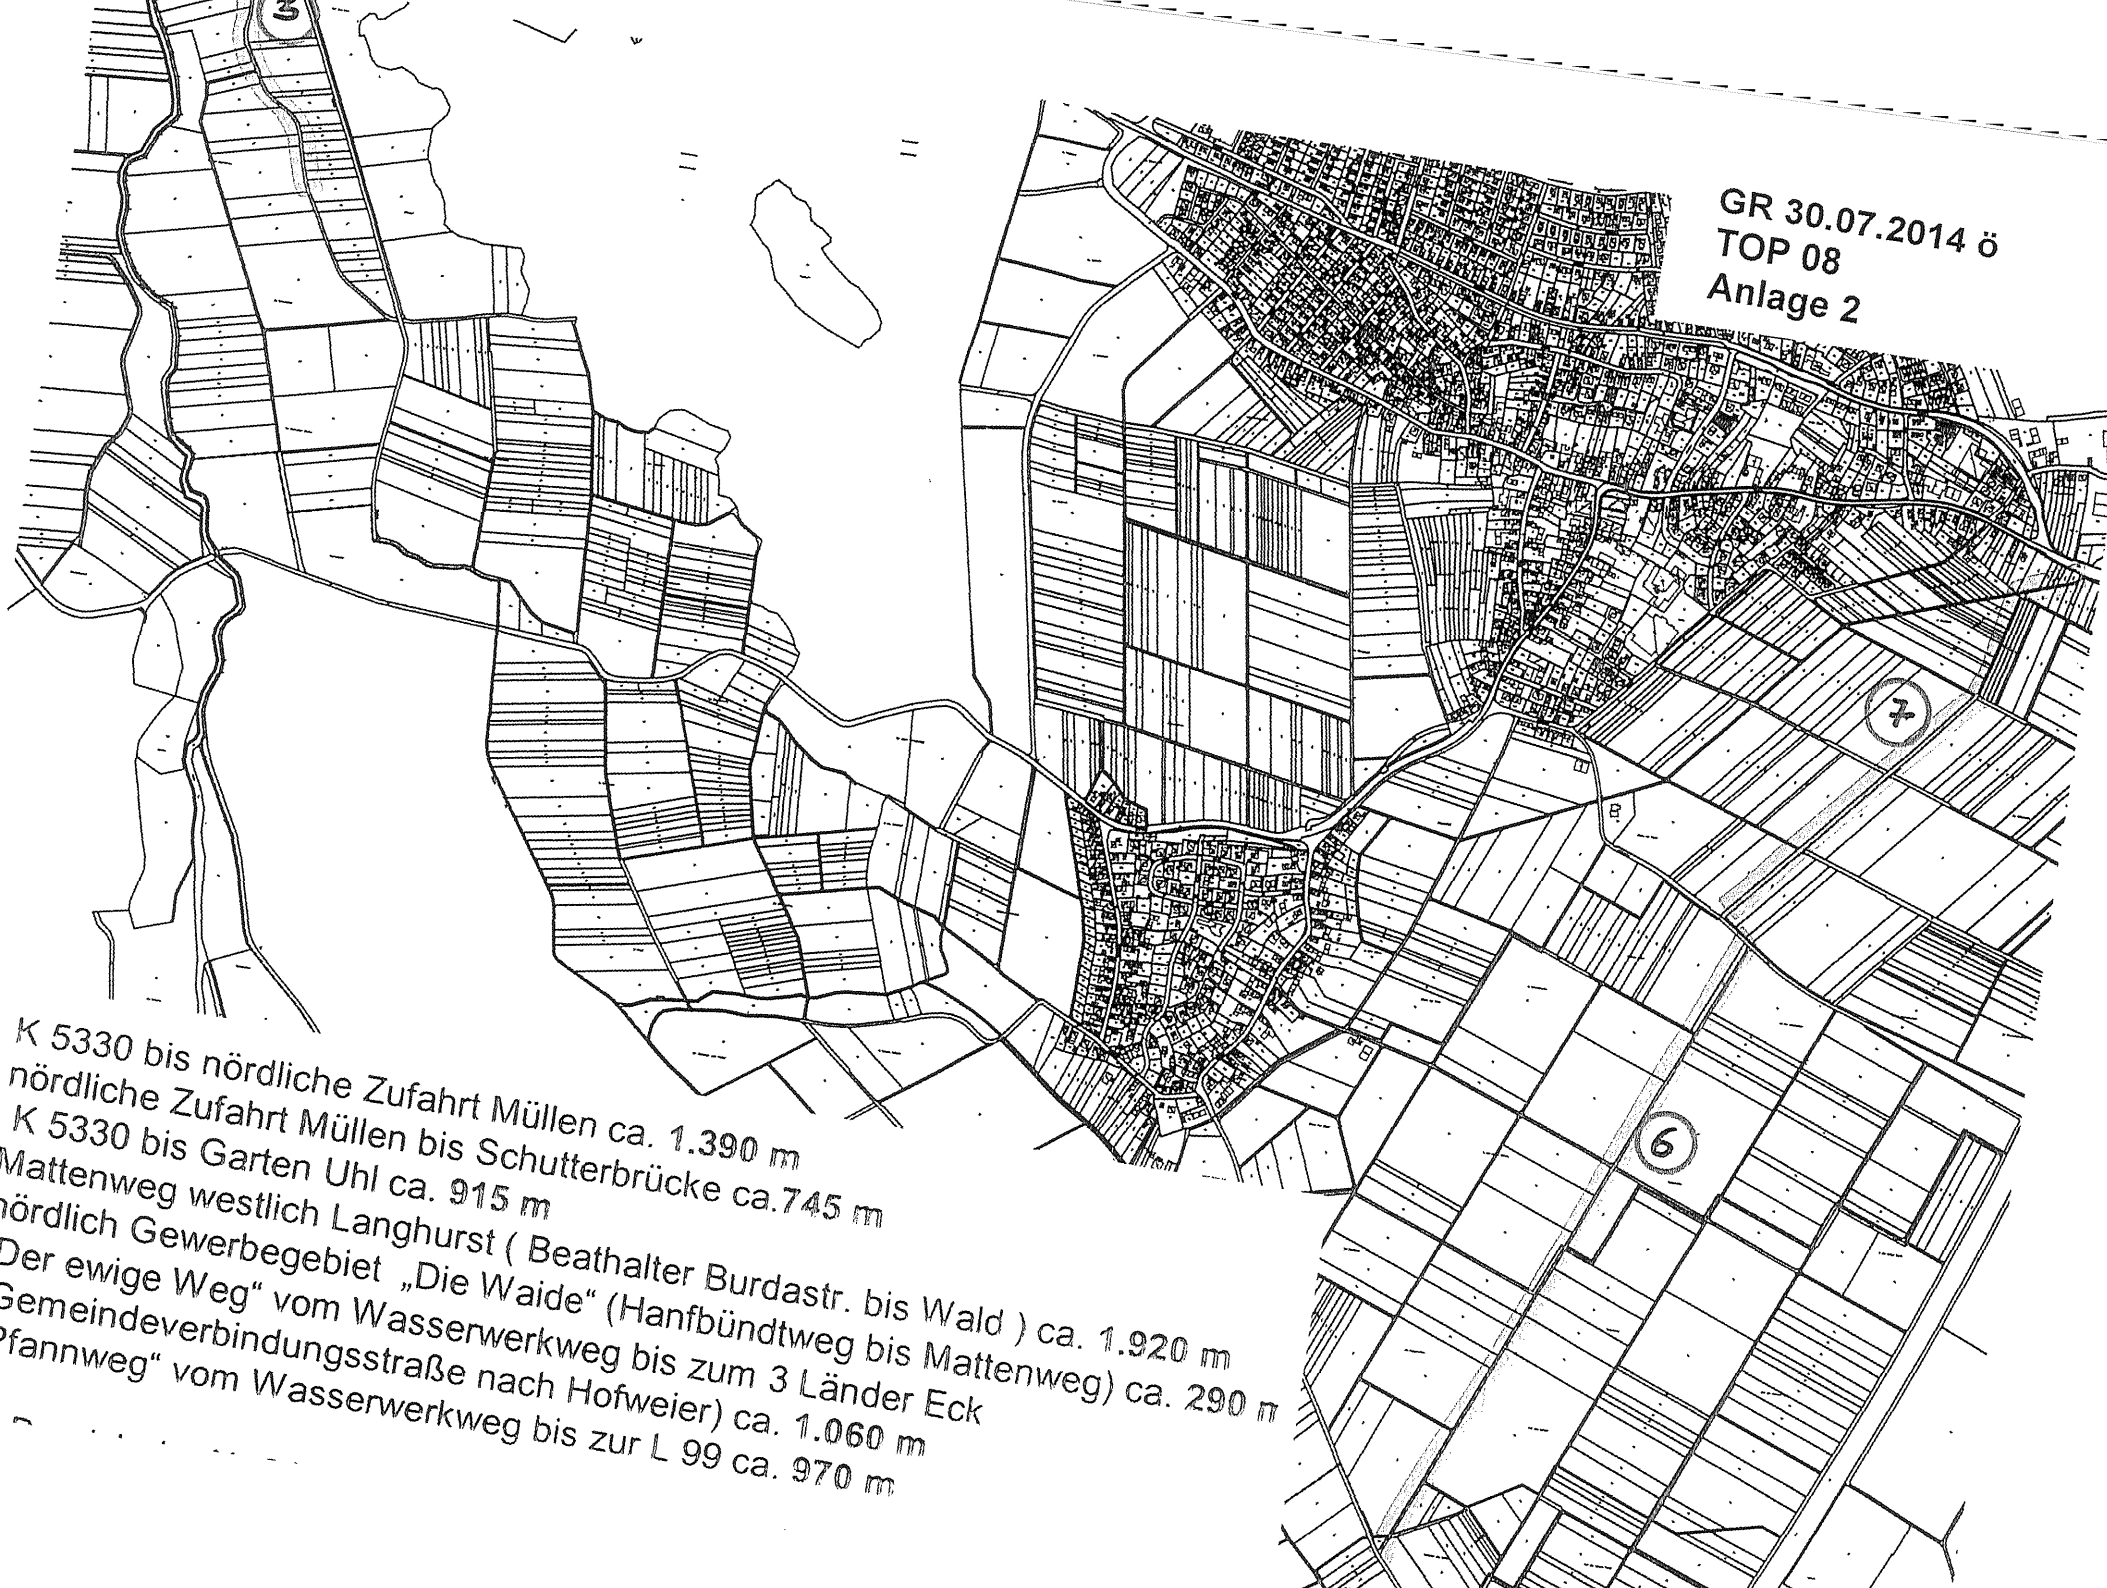 3
GR 30.07.2014 ö
TOP 08
Anlage 2
7
6
K 5330 bis nördliche Zufahrt Müllen ca. 1.390 m
nördliche Zufahrt Müllen bis Schutterbrücke ca.745 m
K 5330 bis Garten Uhl ca. 915 m
Mattenweg westlich Langhurst ( Beathalter Burdastr. bis Wald ) ca. 1.920 m
nördlich Gewerbegebiet „Die Waide“ (Hanfbündtweg bis Mattenweg) ca. 290 m
Der ewige Weg“ vom Wasserwerkweg bis zum 3 Länder Eck
Gemeindeverbindungsstraße nach Hofweier) ca. 1.060 m
Pfannweg“ vom Wasserwerkweg bis zur L 99 ca. 970 m